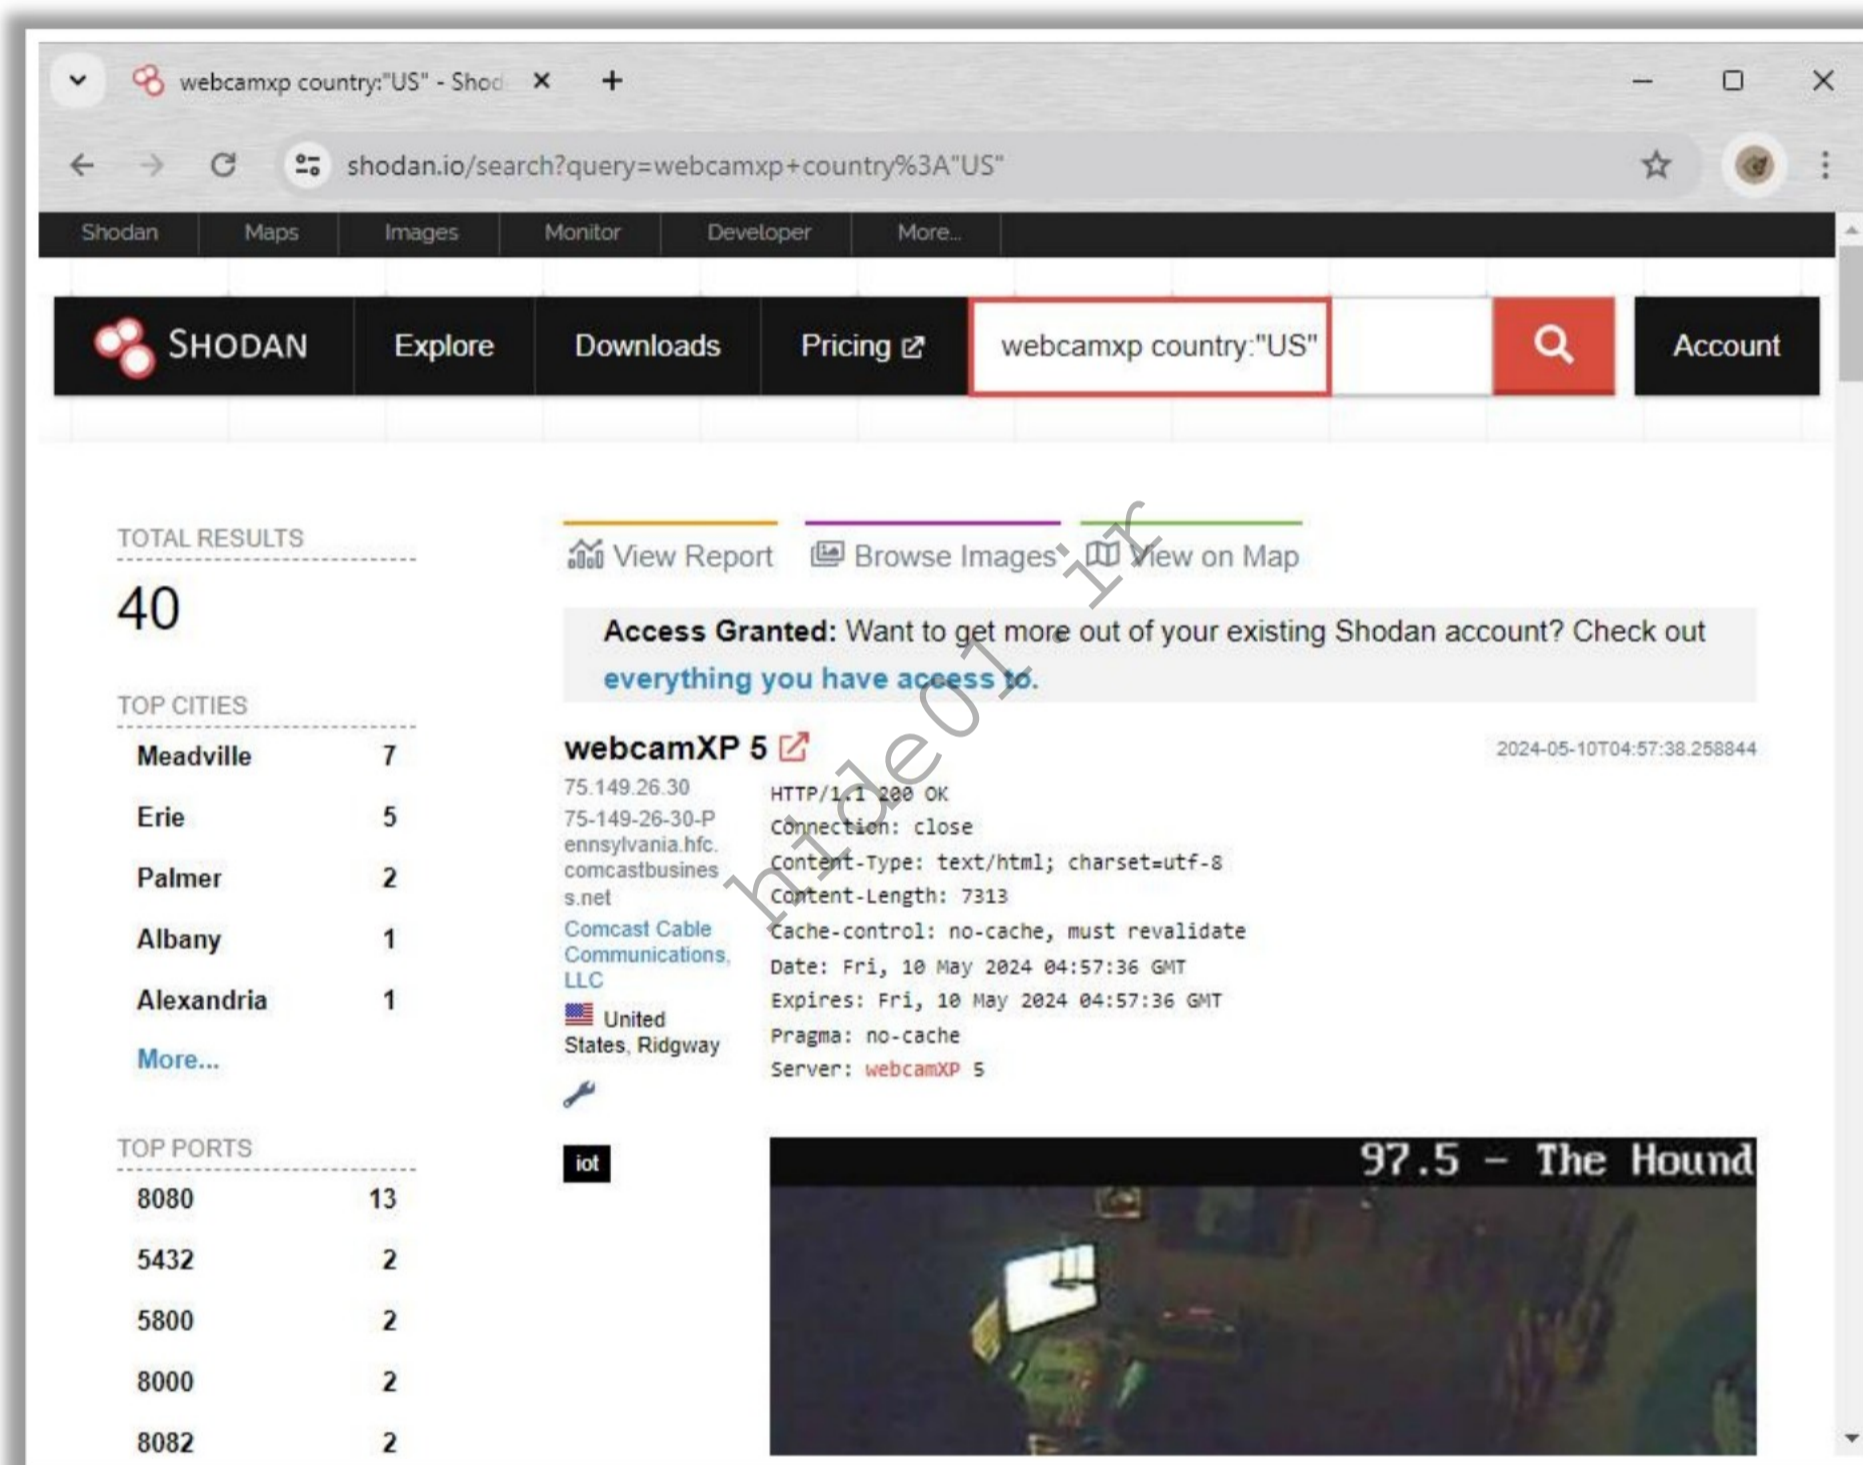 webcamxp country:"US" - Shod
shodan.io/search?query=webcamxp+country%3A"US"
Shodan Maps Images Monitor Developer More...
SHODAN Explore Downloads Pricing webcamxp country:"US" Account
TOTAL RESULTS
40
TOP CITIES
Meadville 7
Erie 5
Palmer 2
Albany 1
Alexandria 1
More...
TOP PORTS
8080 13
5432 2
5800 2
8000 2
8082 2
View Report Browse Images View on Map
Access Granted: Want to get more out of your existing Shodan account? Check out
everything you have access to.
webcamXP 5
2024-05-10T04:57:38.258844
75.149.26.30
75-149-26-30-P
ennsylvania.hfc.
comcastbusines
s.net
Comcast Cable
Communications,
LLC
United
States, Ridgway
iot
HTTP/1.1 200 OK
Connection: close
Content-Type: text/html; charset=utf-8
Content-Length: 7313
Cache-control: no-cache, must revalidate
Date: Fri, 10 May 2024 04:57:36 GMT
Expires: Fri, 10 May 2024 04:57:36 GMT
Pragma: no-cache
Server: webcamXP 5
97.5 - The Hound
hide01.ir